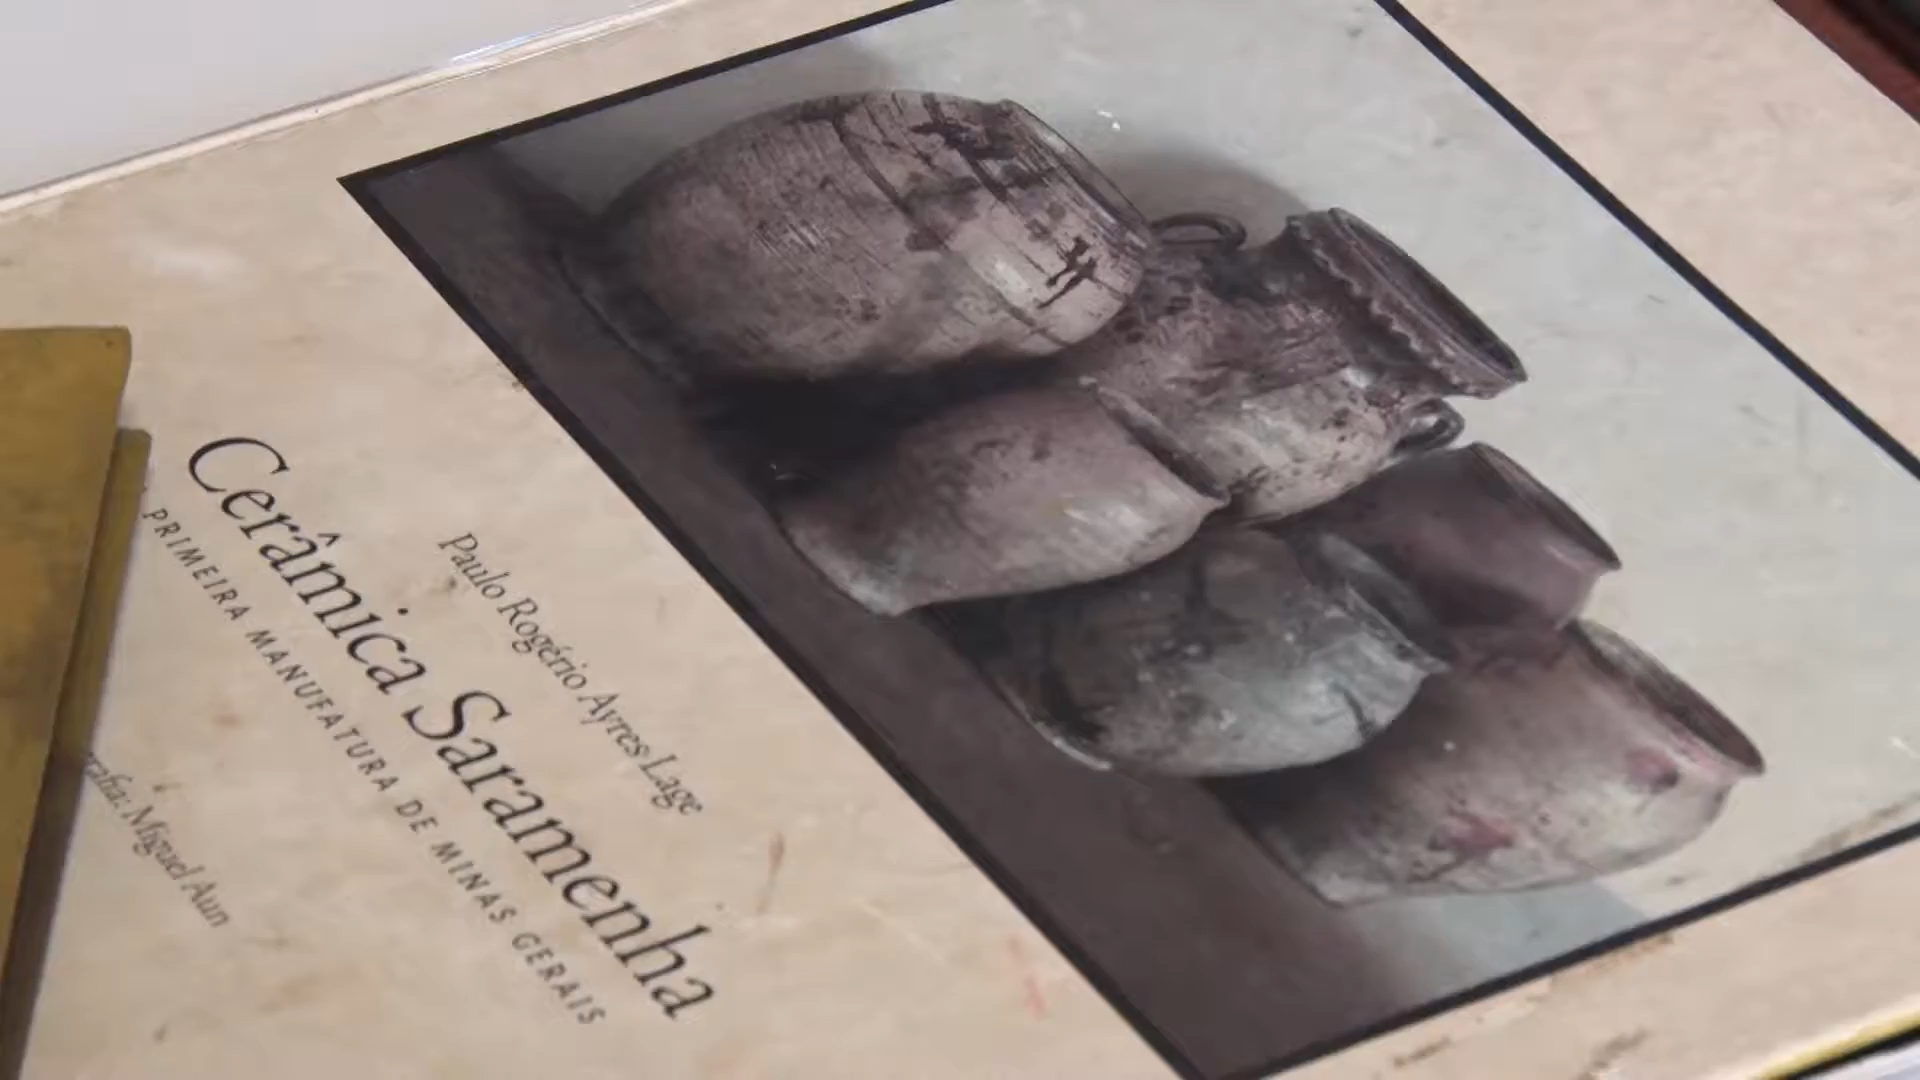 Paulo Rogério Ayres Lage
Cerâmica Saramenha
PRIMEIRA MANUFATURA DE MINAS GERAIS
Miguel Aun